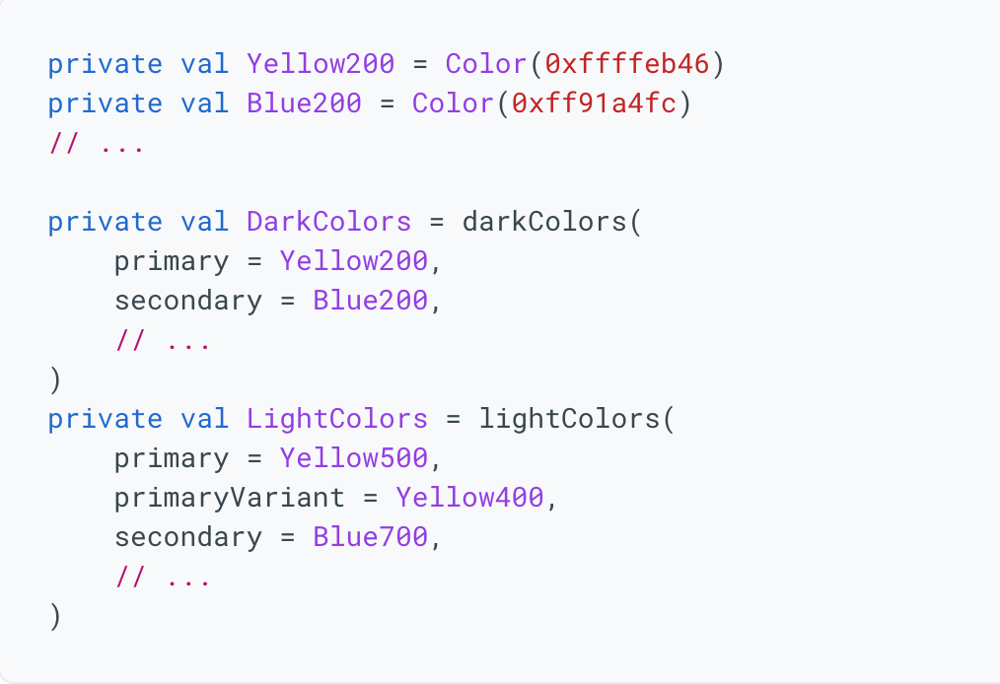 private val Yellow200 = Color(0xffffeb46)
private val Blue200 = Color(0xff91a4fc)
// ...

private val DarkColors = darkColors(
    primary = Yellow200,
    secondary = Blue200,
    // ...
)
private val LightColors = lightColors(
    primary = Yellow500,
    primaryVariant = Yellow400,
    secondary = Blue700,
    // ...
)